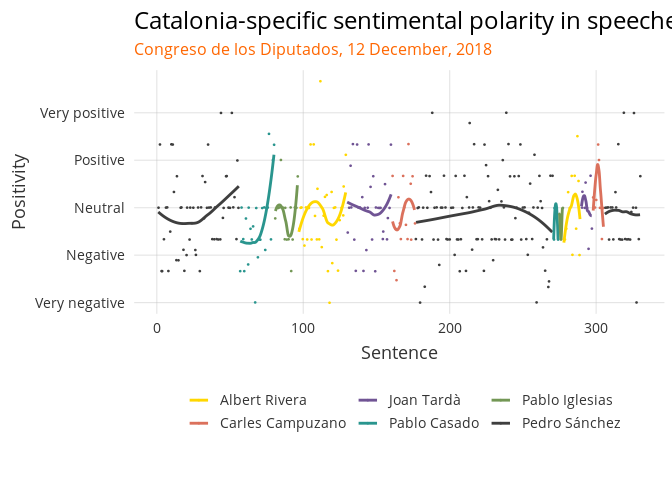 Catalonia-specific sentimental polarity in speeche
Congreso de los Diputados, 12 December, 2018
Positivity
Very positive
Positive
Neutral
Negative
Very negative
0 100 200 300
Sentence
Albert Rivera Joan Tardà Pablo Iglesias
Carles Campuzano Pablo Casado Pedro Sánchez